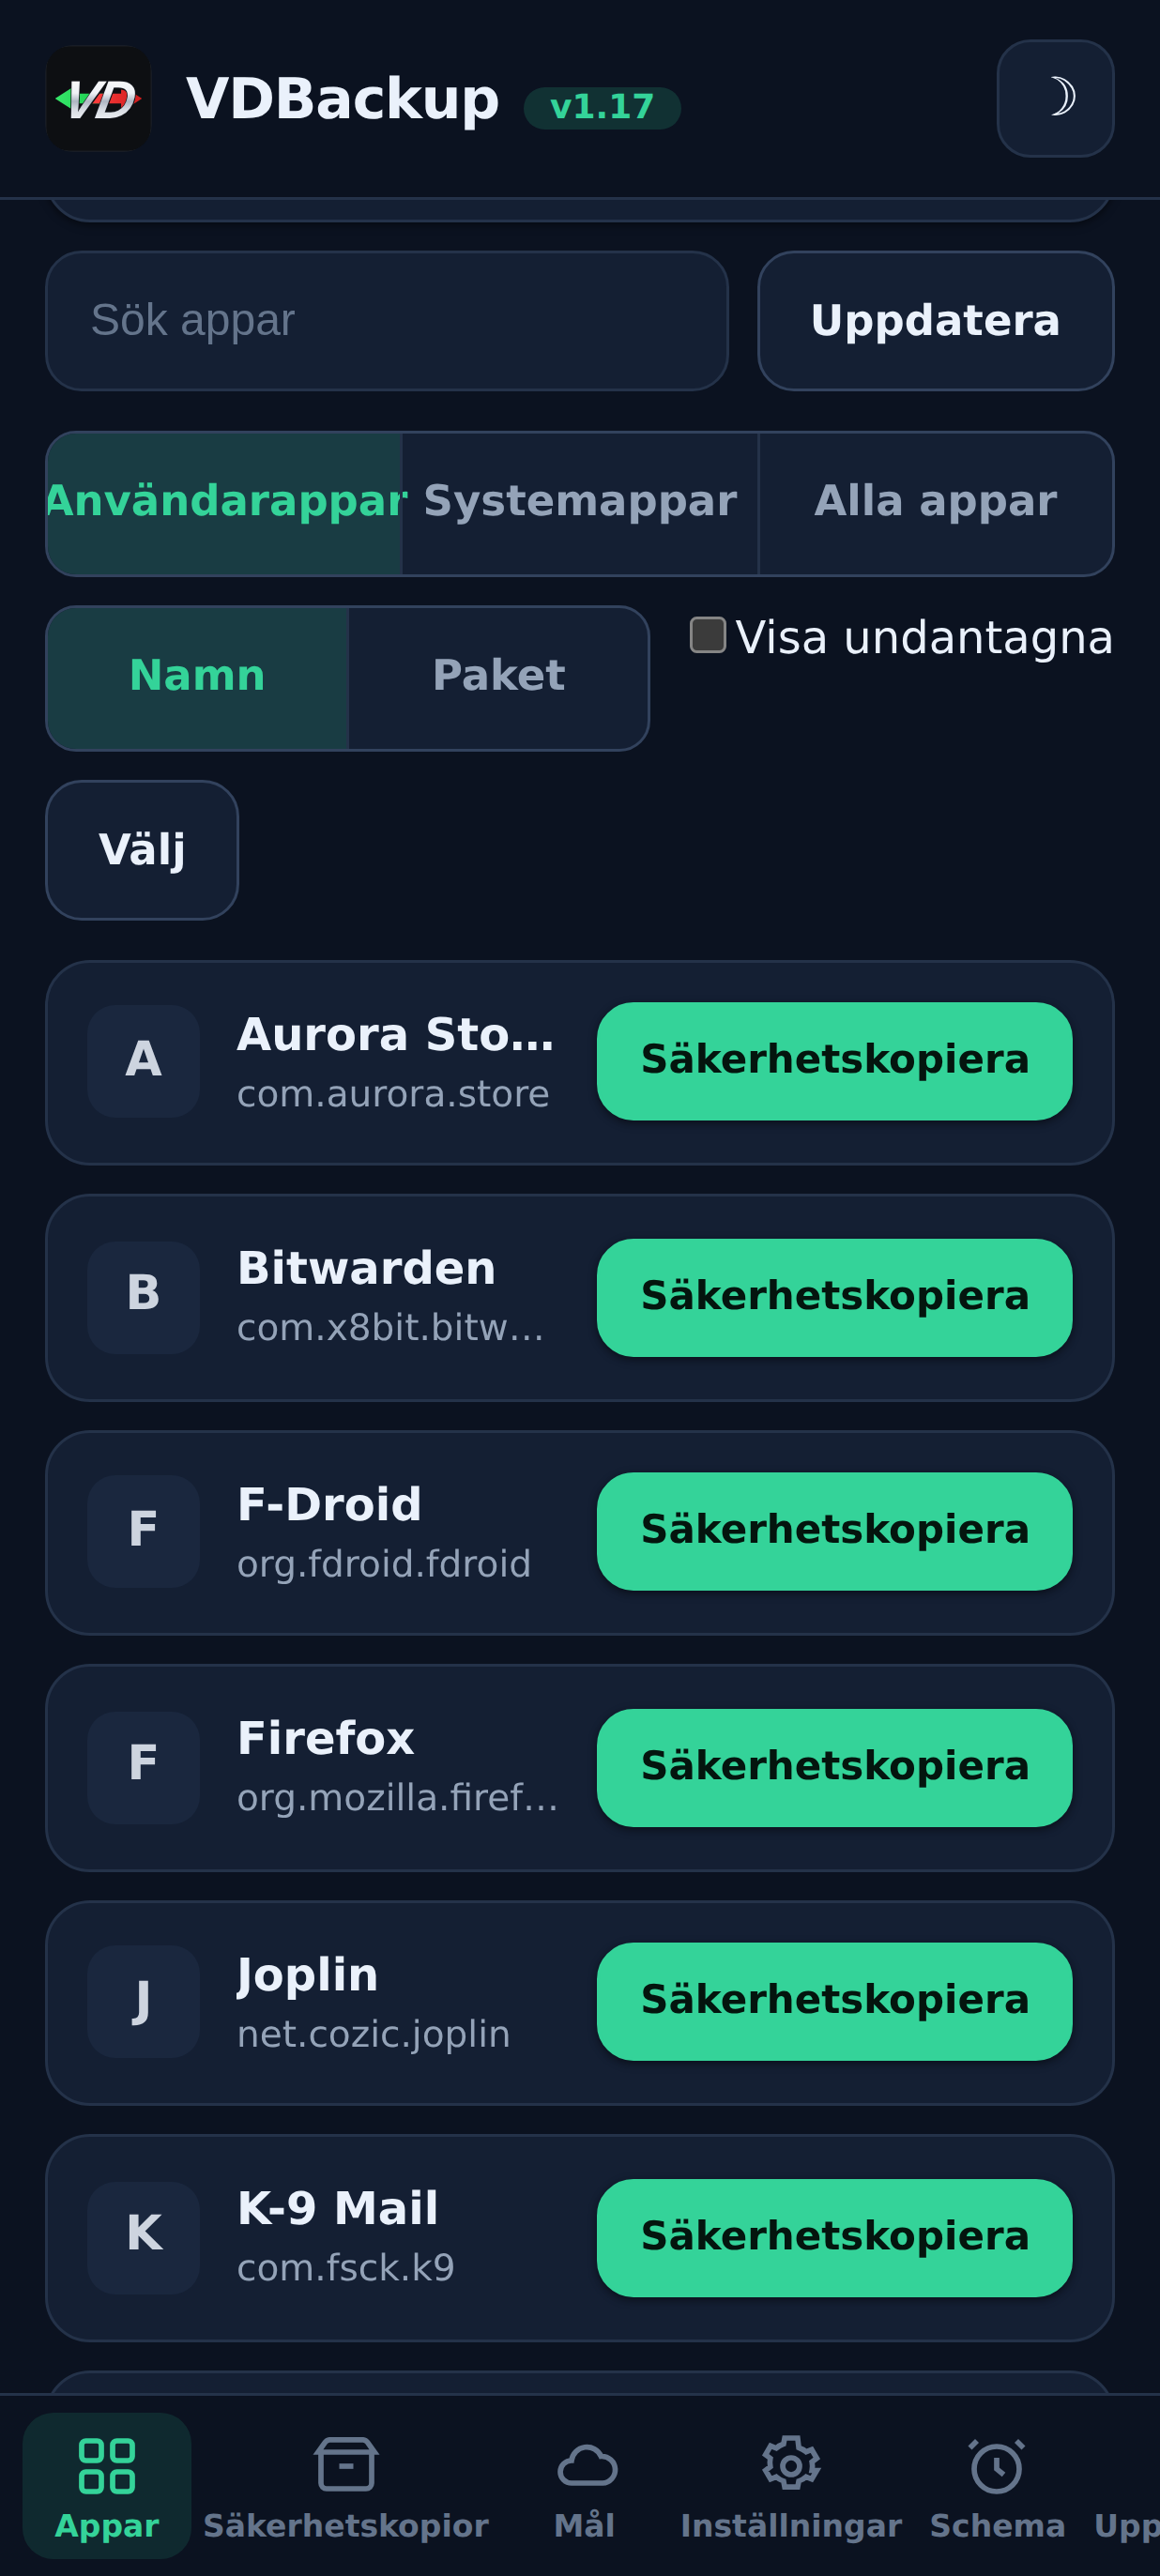 VD
VDBackup v1.17
Sök appar
Uppdatera
Användarappar Systemappar Alla appar
Namn Paket Visa undantagna
Välj
A
Aurora Sto...
com.aurora.store
Säkerhetskopiera
B
Bitwarden
com.x8bit.bitw...
Säkerhetskopiera
F
F-Droid
org.fdroid.fdroid
Säkerhetskopiera
F
Firefox
org.mozilla.firef...
Säkerhetskopiera
J
Joplin
net.cozic.joplin
Säkerhetskopiera
K
K-9 Mail
com.fsck.k9
Säkerhetskopiera
Appar Säkerhetskopior Mål Inställningar Schema Upp